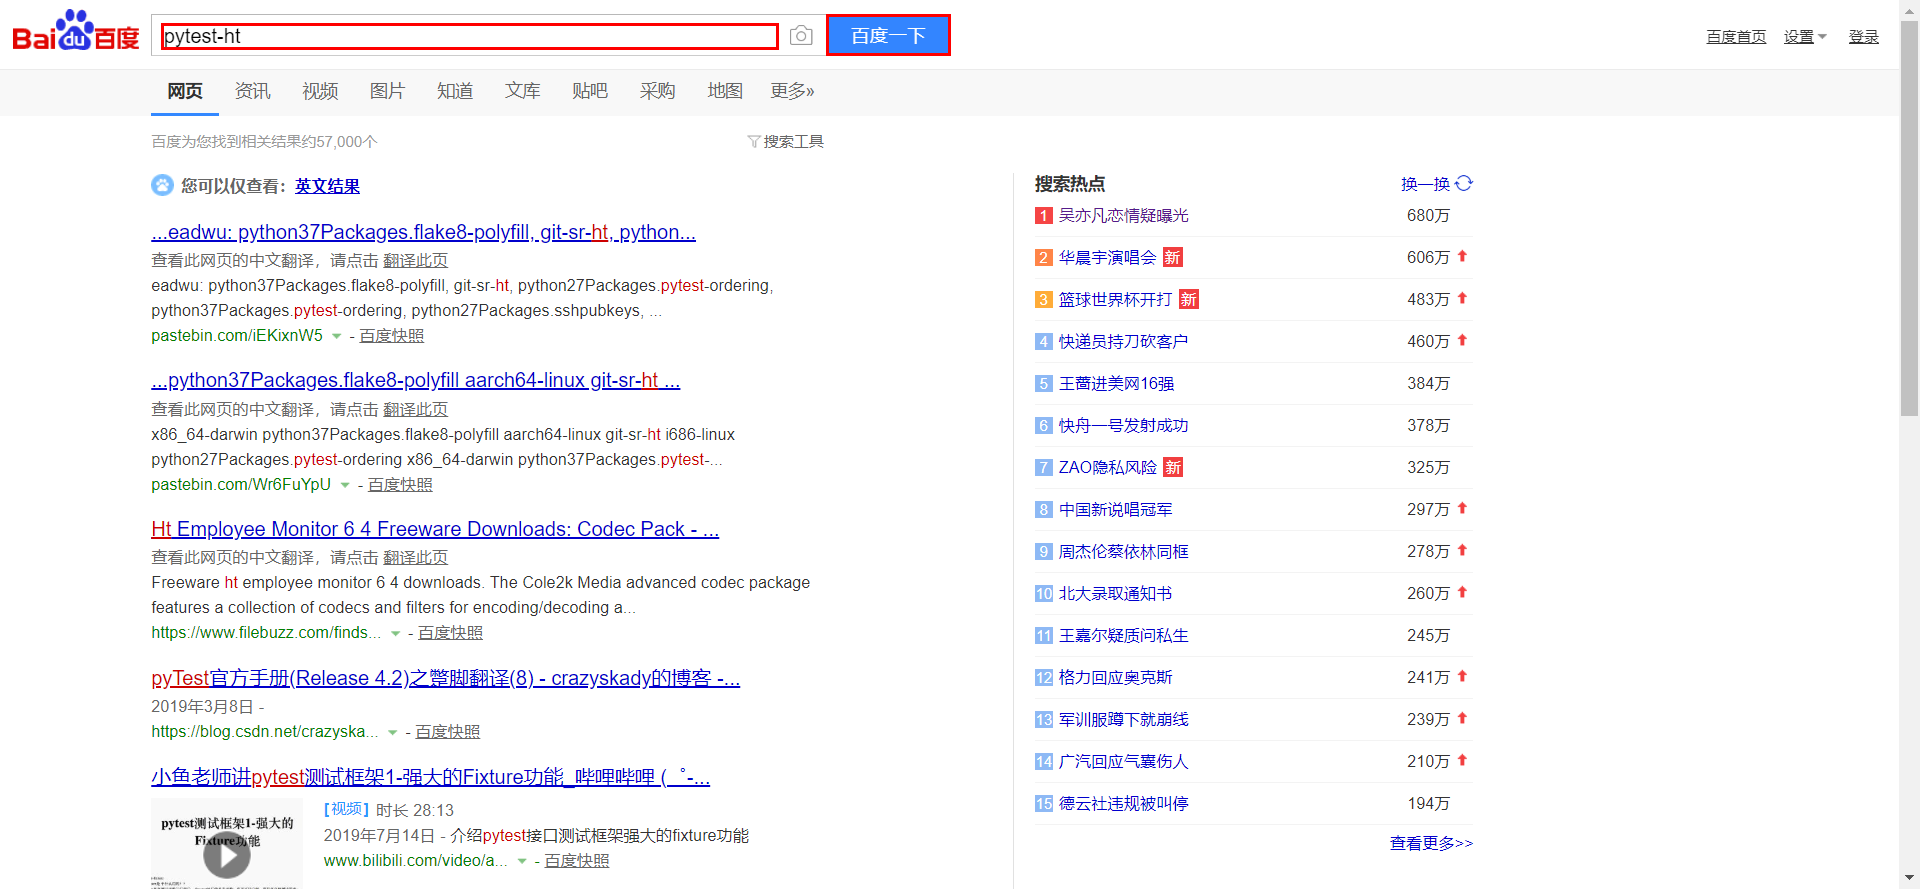 Bai du 百度
pytest-ht
百度一下
百度首页 设置 登录
网页 资讯 视频 图片 知道 文库 贴吧 采购 地图 更多»
百度为您找到相关结果约57,000个
搜索工具
您可以仅查看：英文结果
...eadwu: python37Packages.flake8-polyfill, git-sr-ht, python...
查看此网页的中文翻译，请点击 翻译此页
eadwu: python37Packages.flake8-polyfill, git-sr-ht, python27Packages.pytest-ordering,
python37Packages.pytest-ordering, python27Packages.sshpubkeys, ...
pastebin.com/iEKixnW5 - 百度快照
...python37Packages.flake8-polyfill aarch64-linux git-sr-ht ...
查看此网页的中文翻译，请点击 翻译此页
x86_64-darwin python37Packages.flake8-polyfill aarch64-linux git-sr-ht i686-linux
python27Packages.pytest-ordering x86_64-darwin python37Packages.pytest-...
pastebin.com/Wr6FuYpU - 百度快照
Ht Employee Monitor 6 4 Freeware Downloads: Codec Pack - ...
查看此网页的中文翻译，请点击 翻译此页
Freeware ht employee monitor 6 4 downloads. The Cole2k Media advanced codec package
features a collection of codecs and filters for encoding/decoding a...
https://www.filebuzz.com/finds... - 百度快照
pyTest官方手册(Release 4.2)之蹩脚翻译(8) - crazyskady的博客 -...
2019年3月8日 -
https://blog.csdn.net/crazyska... - 百度快照
小鱼老师讲pytest测试框架1-强大的Fixture功能_哔哩哔哩 ( ゜-...
pytest测试框架1-强大的
Fixture功能
[视频] 时长 28:13
2019年7月14日 - 介绍pytest接口测试框架强大的fixture功能
www.bilibili.com/video/a... - 百度快照
搜索热点 换一换
1 吴亦凡恋情疑曝光 680万
2 华晨宇演唱会 新 606万
3 篮球世界杯开打 新 483万
4 快递员持刀砍客户 460万
5 王蔷进美网16强 384万
6 快舟一号发射成功 378万
7 ZAO隐私风险 新 325万
8 中国新说唱冠军 297万
9 周杰伦蔡依林同框 278万
10 北大录取通知书 260万
11 王嘉尔疑质问私生 245万
12 格力回应奥克斯 241万
13 军训服蹲下就崩线 239万
14 广汽回应气囊伤人 210万
15 德云社违规被叫停 194万
查看更多>>